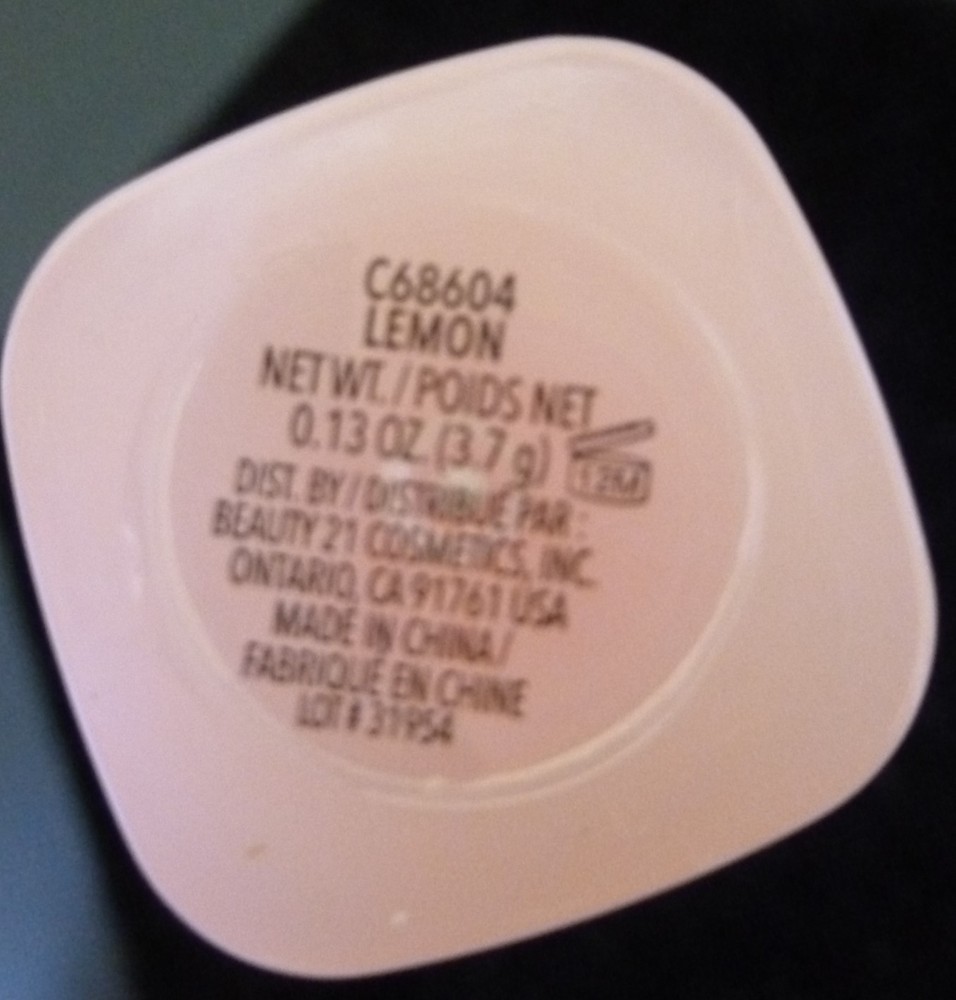 C68604
LEMON
NET WT. / POIDS NET
0.13 OZ. (3.7 g)
12M
DIST. BY / DISTRIBUÉ PAR :
BEAUTY 21 COSMETICS, INC.
ONTARIO, CA 91761 USA
MADE IN CHINA /
FABRIQUÉ EN CHINE
LOT # 31954